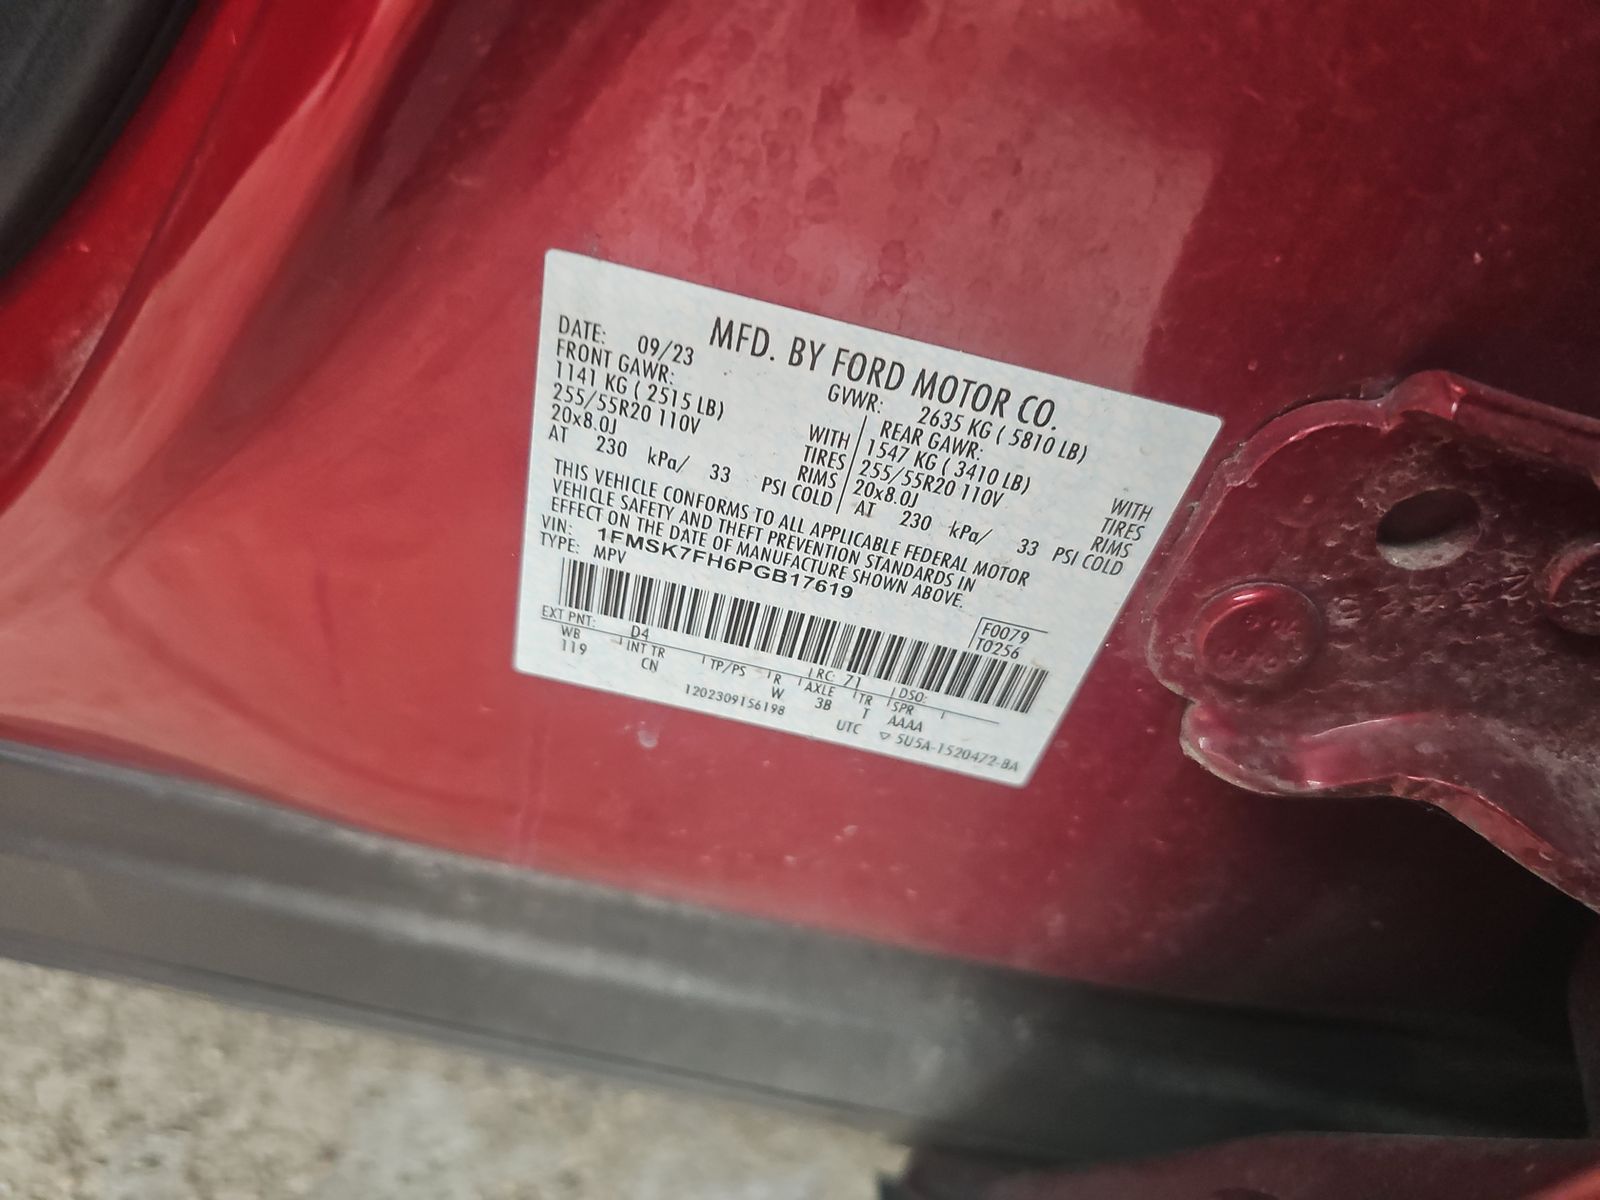 MFD. BY FORD MOTOR CO.
DATE: 09/23 GVWR: 2635 KG ( 5810 LB)
FRONT GAWR: REAR GAWR:
1141 KG ( 2515 LB) WITH 1547 KG ( 3410 LB) WITH
255/55R20 110V TIRES 255/55R20 110V TIRES
20x8.0J RIMS 20x8.0J RIMS
AT 230 kPa/ 33 PSI COLD AT 230 kPa/ 33 PSI COLD
THIS VEHICLE CONFORMS TO ALL APPLICABLE FEDERAL MOTOR
VEHICLE SAFETY AND THEFT PREVENTION STANDARDS IN
EFFECT ON THE DATE OF MANUFACTURE SHOWN ABOVE.
VIN: 1FMSK7FH6PGB17619
TYPE: MPV
F0079
T0256
EXT PNT: D4 RC: 71 DSO:
WB INT TR TP/PS R AXLE TR SPR
119 CN W 3B T AAAA
1202309156198 UTC ▽ 5U5A-1520472-BA